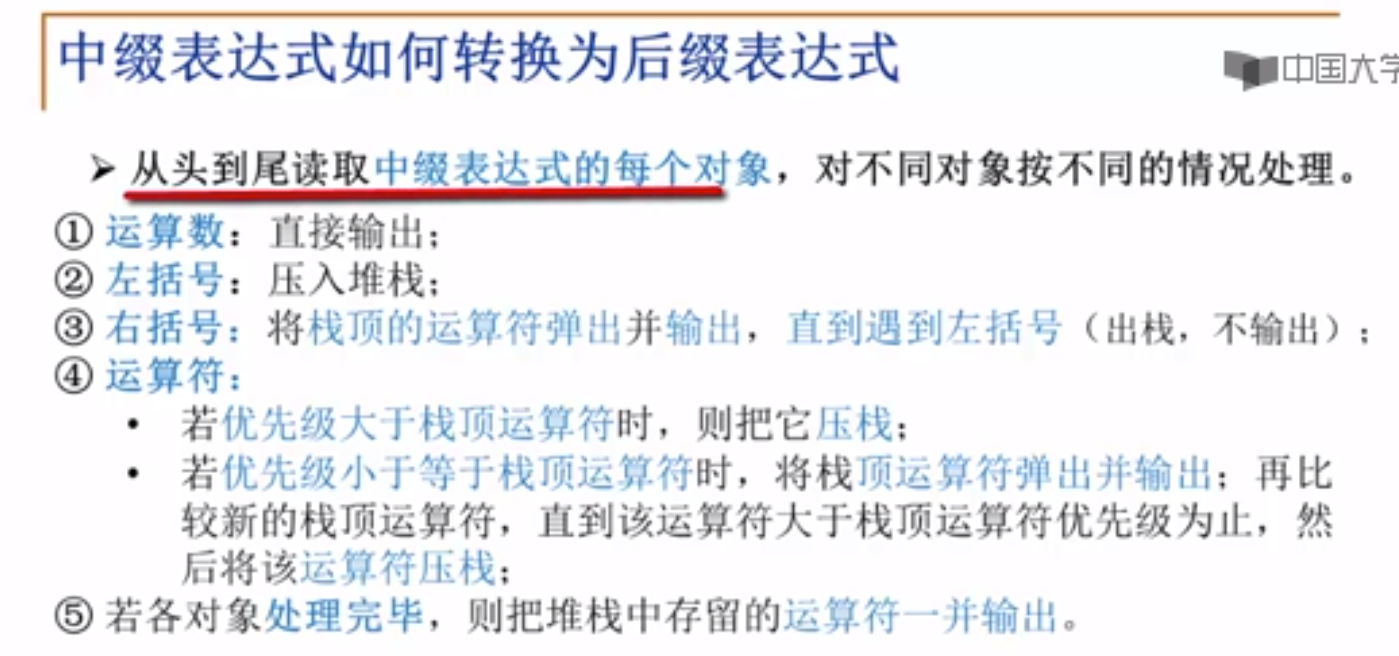 中缀表达式如何转换为后缀表达式
中国大学
➢ 从头到尾读取中缀表达式的每个对象，对不同对象按不同的情况处理。
① 运算数：直接输出；
② 左括号：压入堆栈；
③ 右括号：将栈顶的运算符弹出并输出，直到遇到左括号（出栈，不输出）；
④ 运算符：
• 若优先级大于栈顶运算符时，则把它压栈；
• 若优先级小于等于栈顶运算符时，将栈顶运算符弹出并输出；再比
较新的栈顶运算符，直到该运算符大于栈顶运算符优先级为止，然
后将该运算符压栈；
⑤ 若各对象处理完毕，则把堆栈中存留的运算符一并输出。